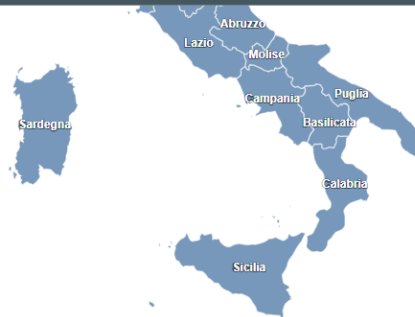 Abruzzo
Lazio
Molise
Puglia
Campania
Basilicata
Sardegna
Calabria
Sicilia